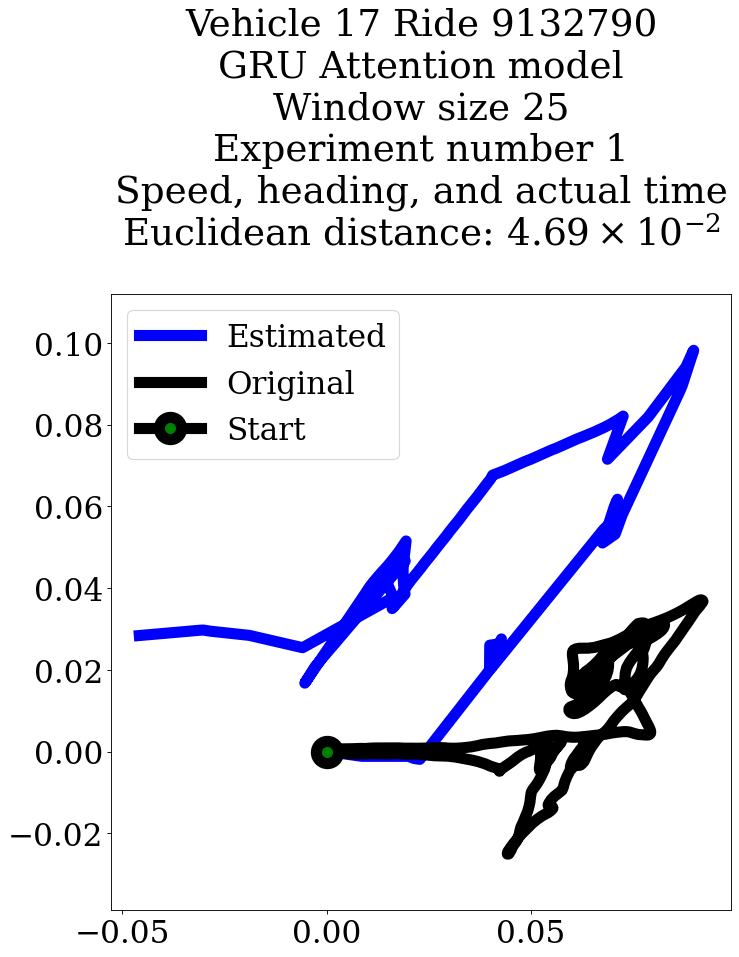 Vehicle 17 Ride 9132790
GRU Attention model
Window size 25
Experiment number 1
Speed, heading, and actual time
Euclidean distance: 4.69 × 10⁻²
Estimated
Original
Start
0.10
0.08
0.06
0.04
0.02
0.00
−0.02
−0.05 0.00 0.05